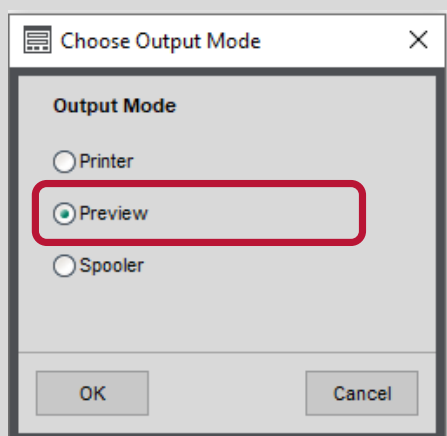 Choose Output Mode
Output Mode
Printer
Preview
Spooler
OK Cancel